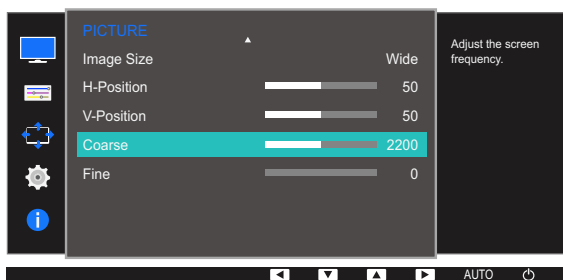 PICTURE
Image Size Wide
H-Position 50
V-Position 50
Coarse 2200
Fine 0
Adjust the screen
frequency.
AUTO